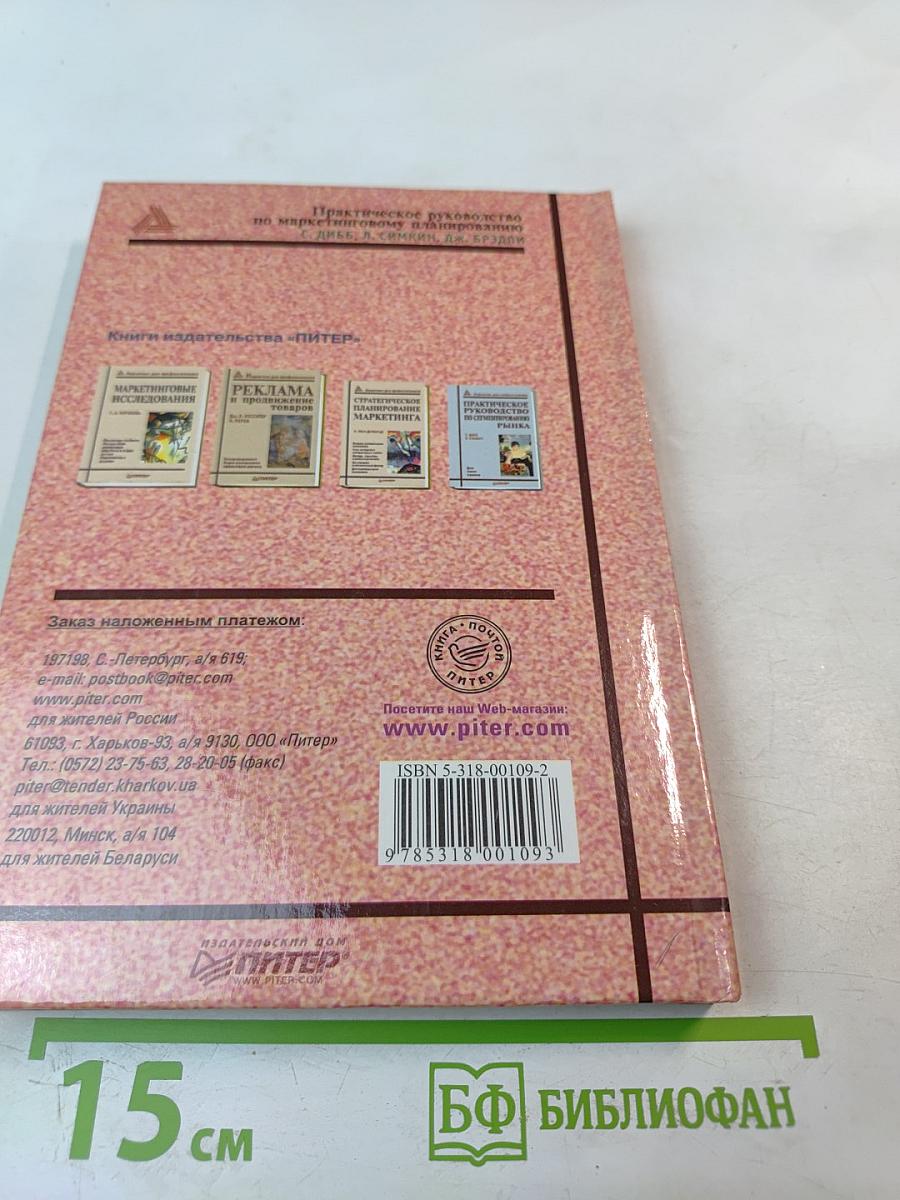 Практическое руководство
по маркетинговому планированию
С. ДИББ, Л. СИМКИН, ДЖ. БРЭДЛИ
Книги издательства «ПИТЕР»
МАРКЕТИНГОВЫЕ
ИССЛЕДОВАНИЯ
ПИТЕР
РЕКЛАМА
и продвижение
товаров
ПИТЕР
СТРАТЕГИЧЕСКОЕ
ПЛАНИРОВАНИЕ
МАРКЕТИНГА
ПРАКТИЧЕСКОЕ
РУКОВОДСТВО
ПО СЕГМЕНТИРОВАНИЮ
РЫНКА
Заказ наложенным платежом:
197198, С.-Петербург, а/я 619;
e-mail: postbook@piter.com
www.piter.com
для жителей России
61093, г. Харьков-93, а/я 9130, ООО «Питер»
Тел.: (0572) 23-75-63, 28-20-05 (факс)
piter@tender.kharkov.ua
для жителей Украины
220012, Минск, а/я 104
для жителей Беларуси
КНИГА • ПОЧТОЙ
ПИТЕР
Посетите наш Web-магазин:
www.piter.com
ISBN 5-318-00109-2
9 785318 001093
ИЗДАТЕЛЬСКИЙ ДОМ
ПИТЕР®
WWW.PITER.COM
15 см
БФ БИБЛИОФАН